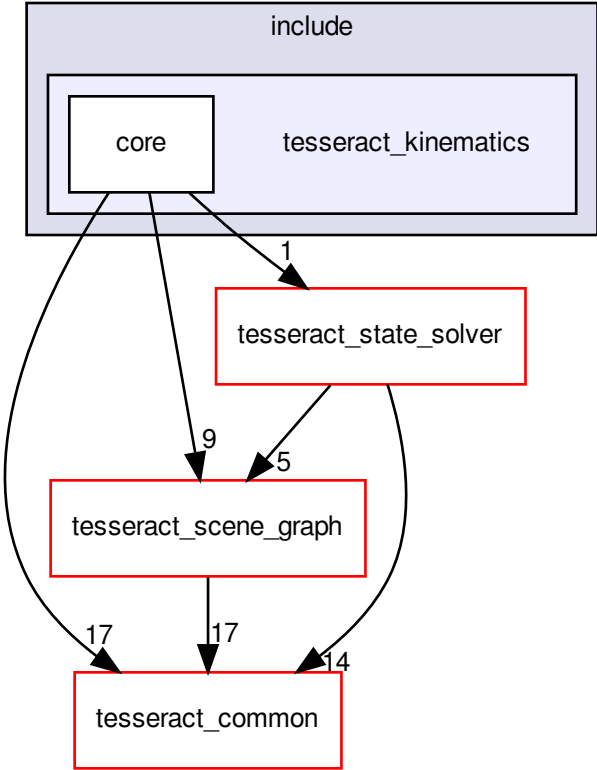 include
core
tesseract_kinematics
1
tesseract_state_solver
9
5
tesseract_scene_graph
17
17
14
tesseract_common